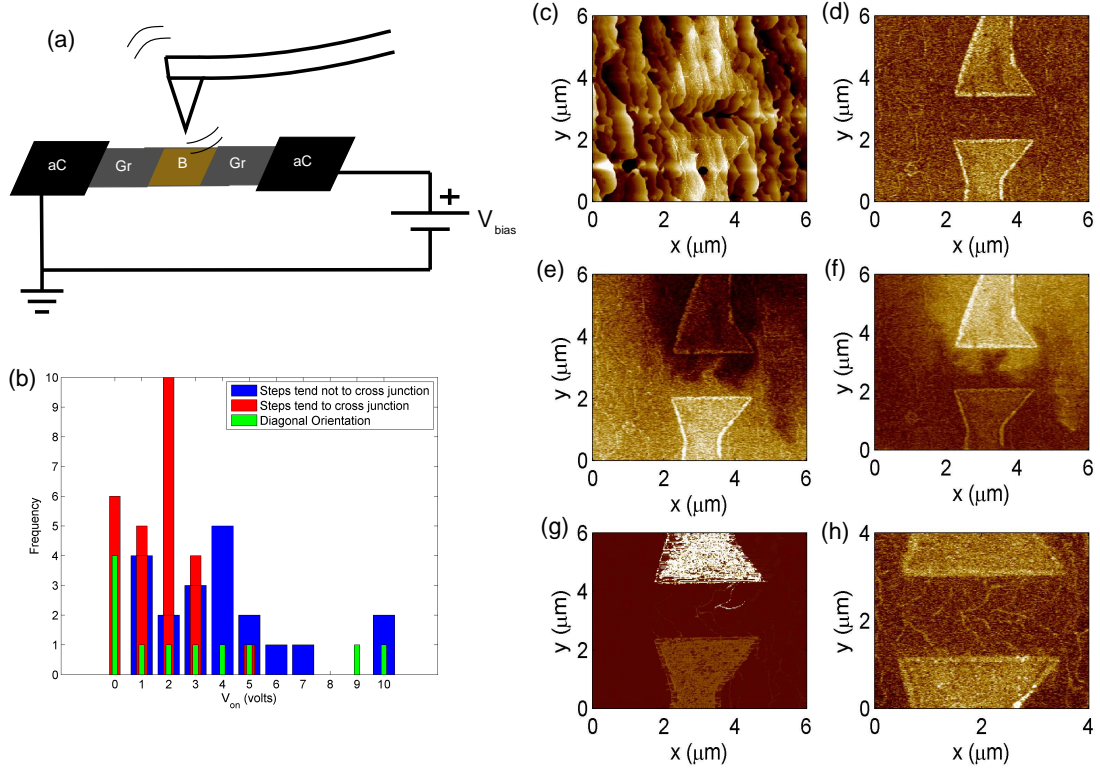 (a)
aC
Gr
B
Gr
aC
+
V_bias
(b)
10
9
8
7
6
5
4
3
2
1
0
Frequency
Steps tend not to cross junction
Steps tend to cross junction
Diagonal Orientation
0 1 2 3 4 5 6 7 8 9 10
V_on (volts)
(c)
6
4
2
0
y (μm)
0 2 4 6
x (μm)
(d)
6
4
2
0
y (μm)
0 2 4 6
x (μm)
(e)
6
4
2
0
y (μm)
0 2 4 6
x (μm)
(f)
6
4
2
0
y (μm)
0 2 4 6
x (μm)
(g)
6
4
2
0
y (μm)
0 2 4 6
x (μm)
(h)
4
3
2
1
0
y (μm)
0 2 4
x (μm)